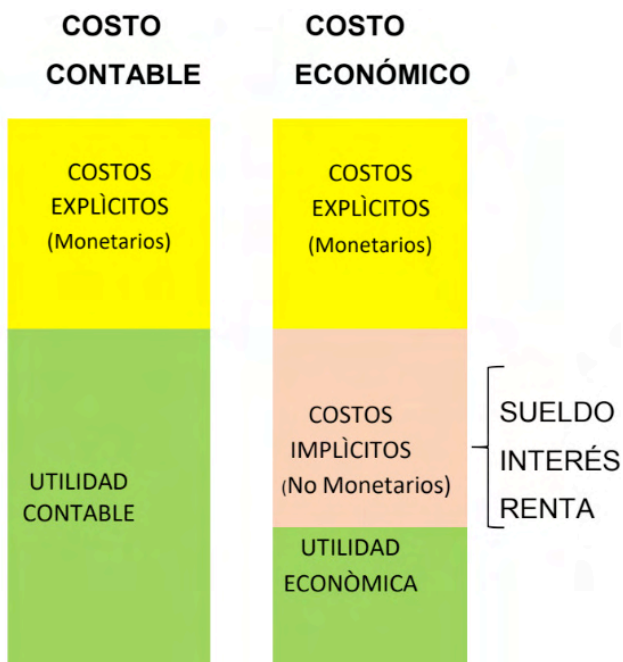 COSTO
CONTABLE
COSTO
ECONÓMICO
COSTOS
EXPLÌCITOS
(Monetarios)
COSTOS
EXPLÌCITOS
(Monetarios)
UTILIDAD
CONTABLE
COSTOS
IMPLÌCITOS
(No Monetarios)
SUELDO
INTERÉS
RENTA
UTILIDAD
ECONÒMICA